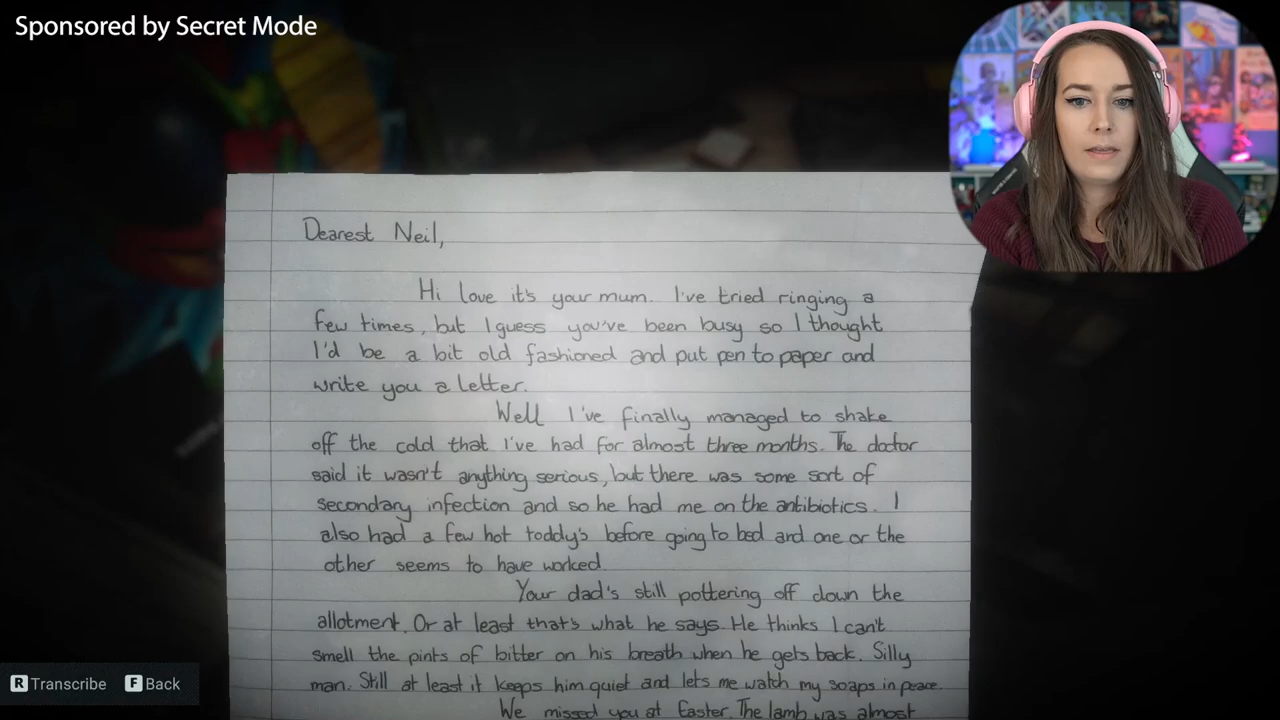 Sponsored by Secret Mode
Dearest Neil,
Hi love it's your mum. I've tried ringing a
few times, but I guess you've been busy so I thought
I'd be a bit old fashioned and put pen to paper and
write you a letter.
Well I've finally managed to shake
off the cold that I've had for almost three months. The doctor
said it wasn't anything serious, but there was some sort of
secondary infection and so he had me on the antibiotics. I
also had a few hot toddy's before going to bed and one or the
other seems to have worked
Your dad's still pottering off down the
allotment. Or at least that's what he says. He thinks I can't
smell the pints of bitter on his breath when he gets back. Silly
man. Still at least it keeps him quiet and lets me watch my soaps in peace.
We missed you at Easter. The lamb was almost
R Transcribe F Back